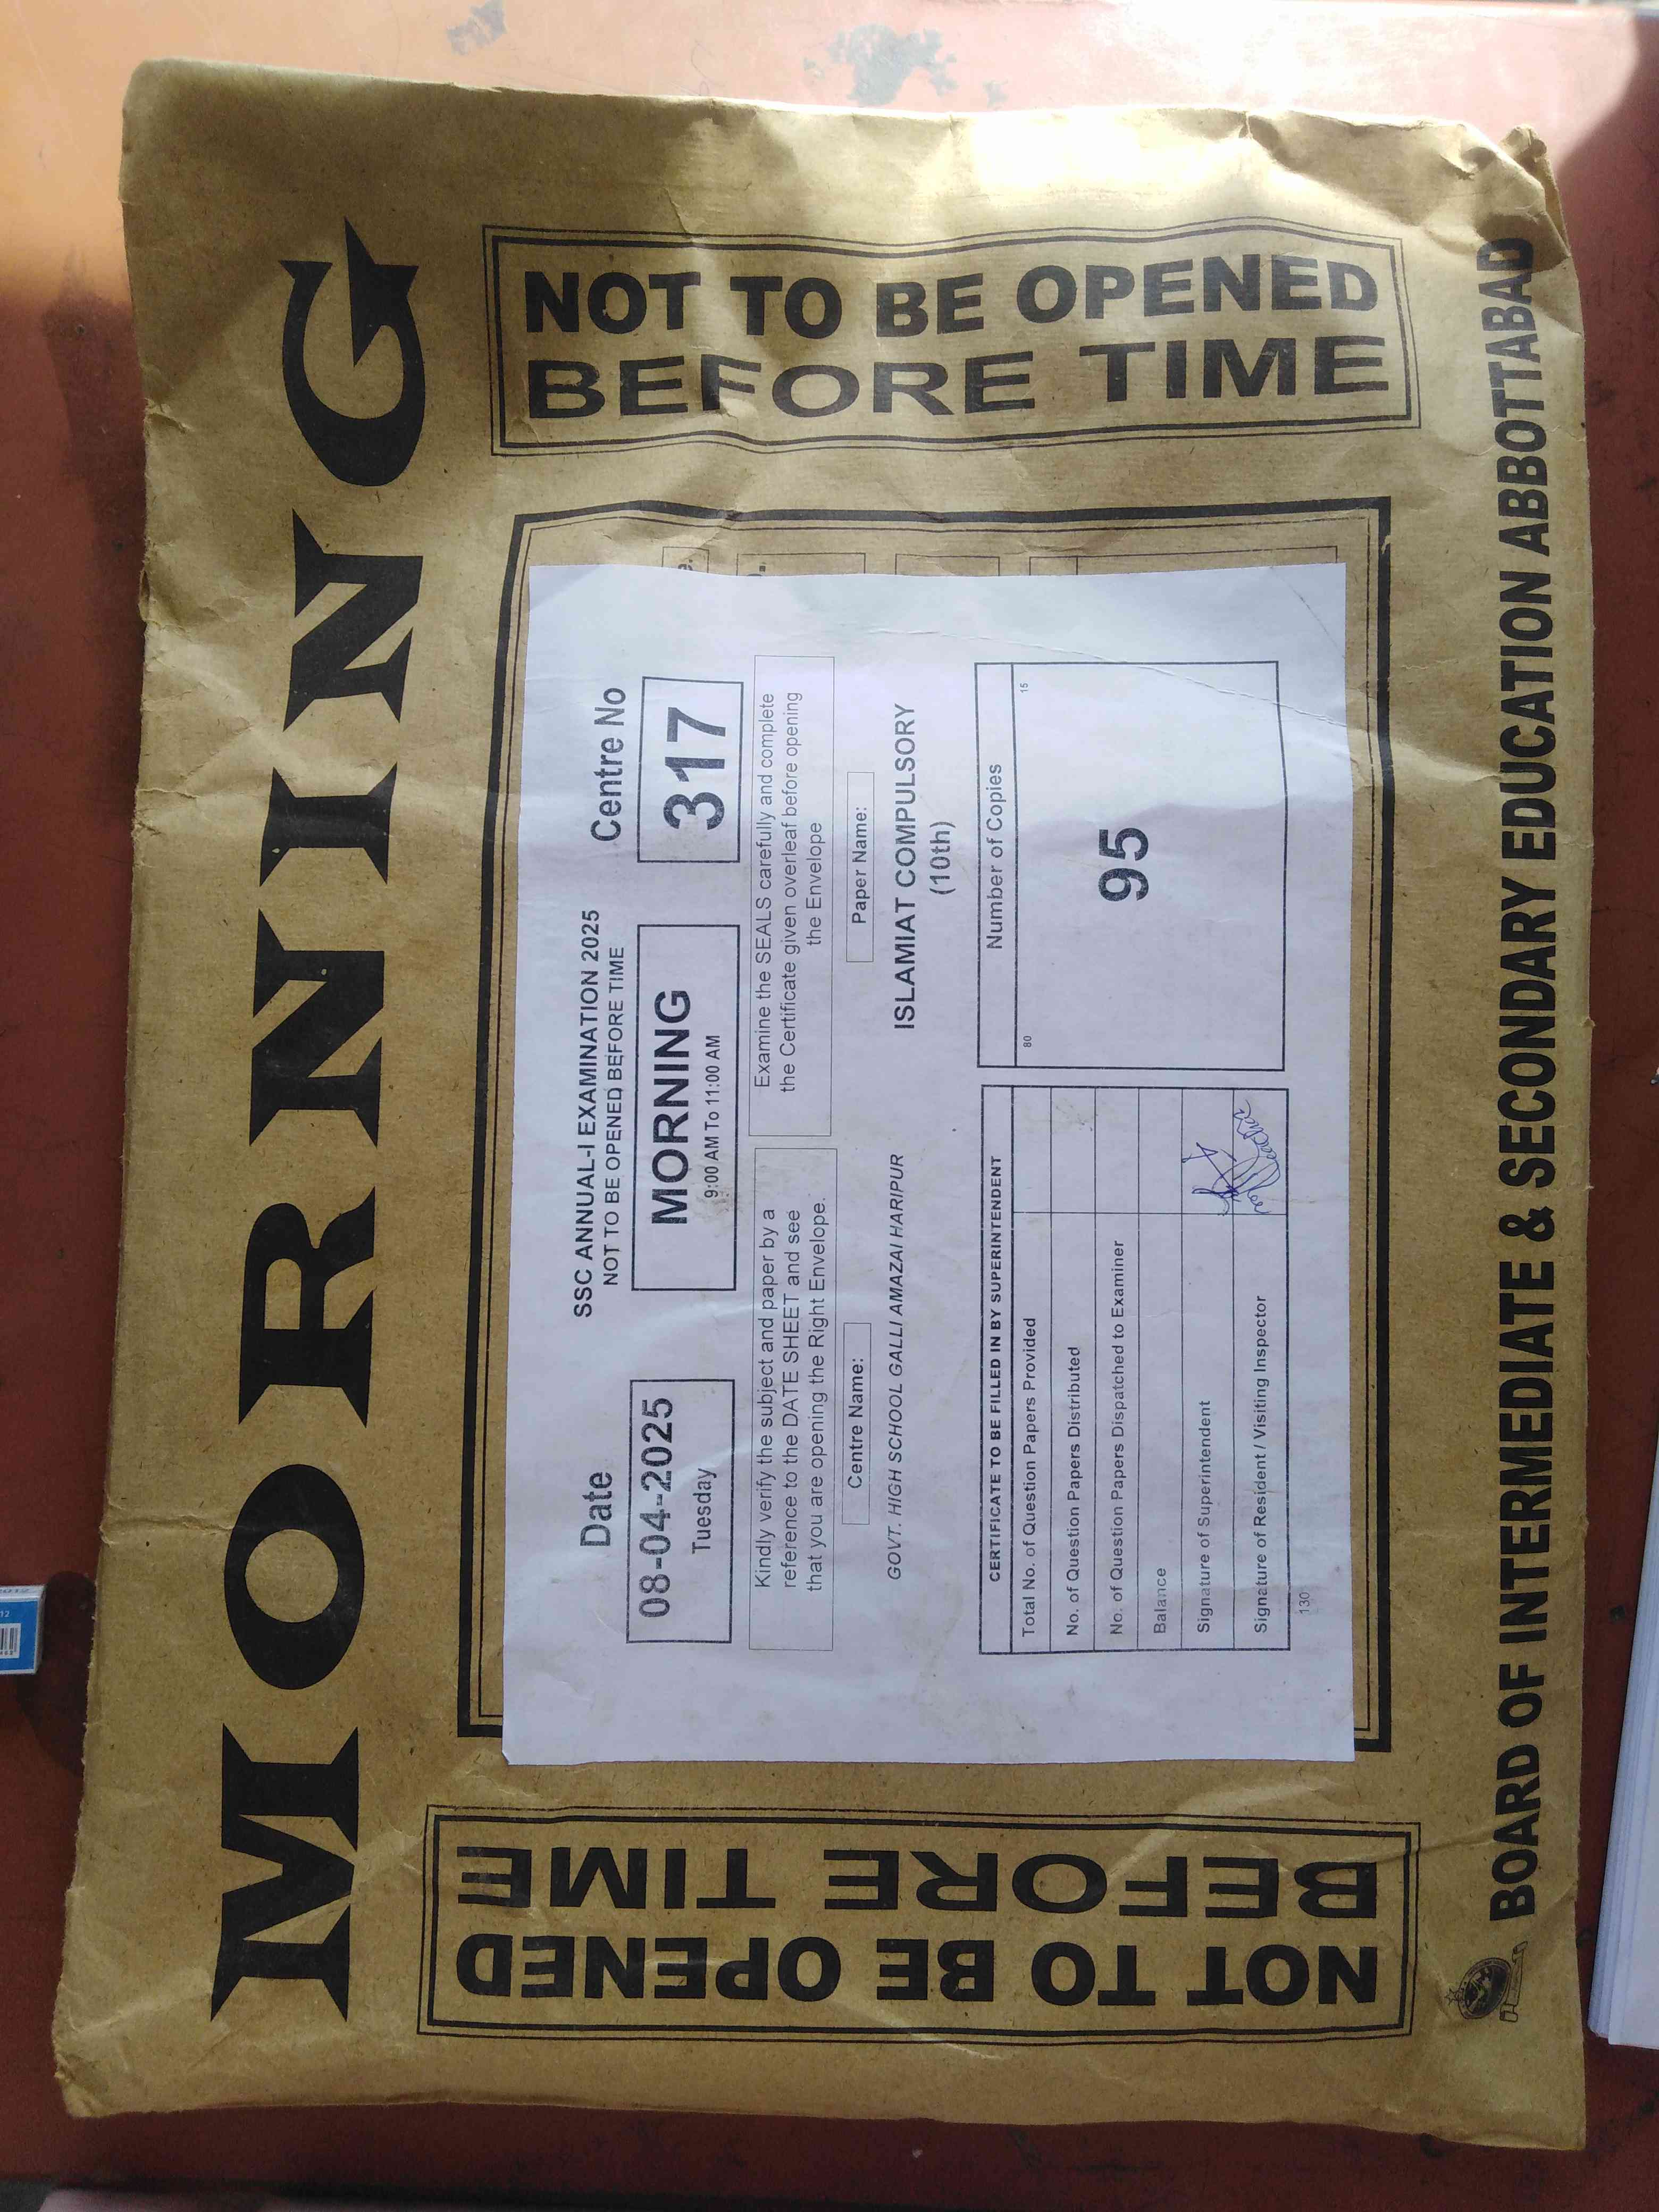 MORNING
NOT TO BE OPENED
BEFORE TIME
SSC ANNUAL-I EXAMINATION 2025
NOT TO BE OPENED BEFORE TIME
Date
08-04-2025
Tuesday
MORNING
9:00 AM To 11:00 AM
Centre No
317
Kindly verify the subject and paper by a
reference to the DATE SHEET and see
that you are opening the Right Envelope.
Examine the SEALS carefully and complete
the Certificate given overleaf before opening
the Envelope
Centre Name:
GOVT. HIGH SCHOOL GALLI AMAZAI HARIPUR
Paper Name:
ISLAMIAT COMPULSORY
(10th)
CERTIFICATE TO BE FILLED IN BY SUPERINTENDENT
Total No. of Question Papers Provided
No. of Question Papers Distributed
No. of Question Papers Dispatched to Examiner
Balance
Signature of Superintendent
Signature of Resident / Visiting Inspector
130
Number of Copies
80 15
95
NOT TO BE OPENED
BEFORE TIME
BOARD OF INTERMEDIATE & SECONDARY EDUCATION ABBOTTABAD